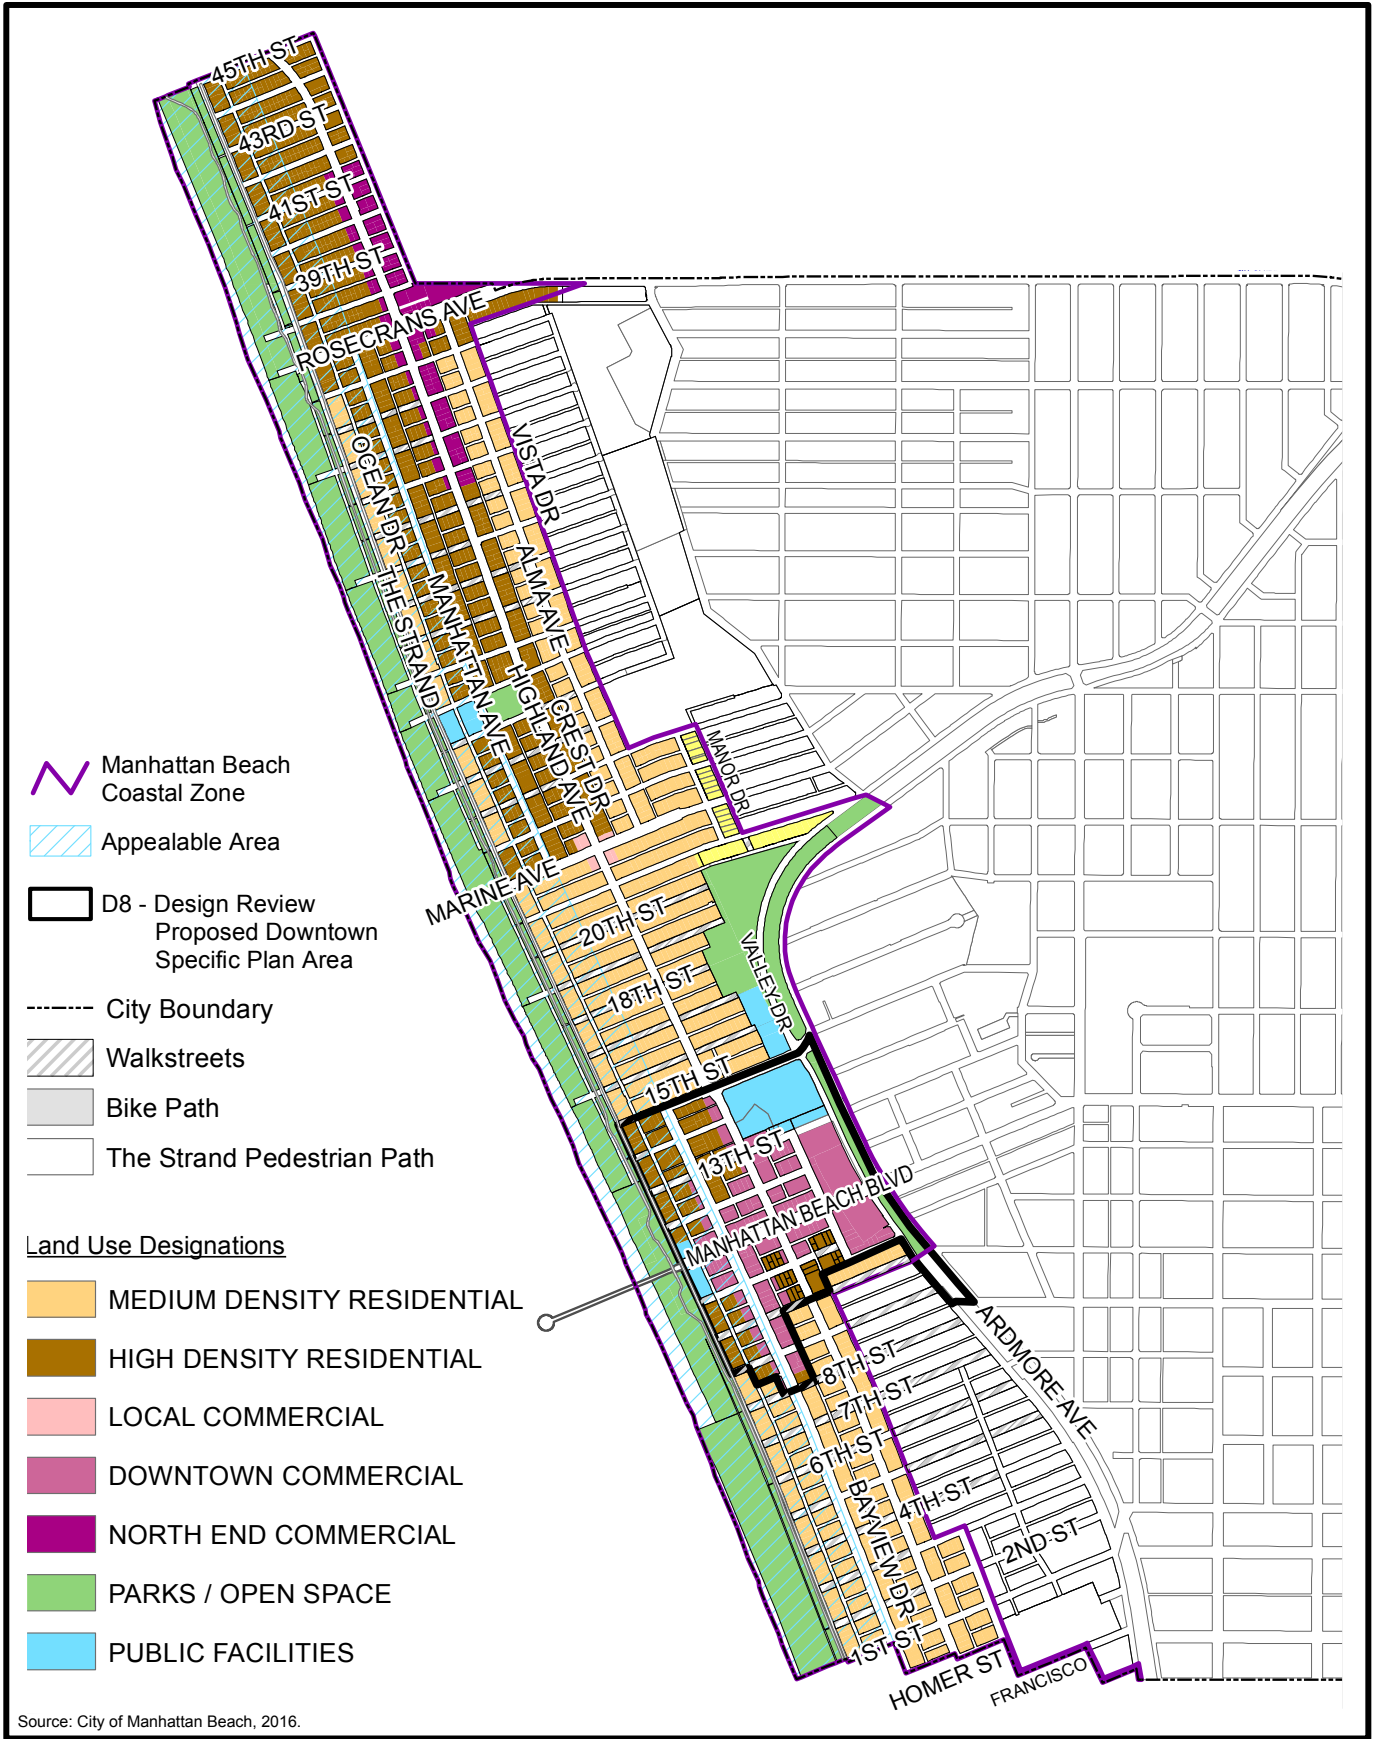 45TH ST
43RD ST
41ST ST
39TH ST
ROSECRANS AVE
VISTA DR
OCEAN DR
ALMA AVE
THE STRAND
MANHATTAN AVE
HIGHLAND AVE
CREST DR
MANOR DR
MARINE AVE
20TH ST
VALLEY DR
18TH ST
15TH ST
13TH ST
MANHATTAN BEACH BLVD
ARDMORE AVE
8TH ST
7TH ST
6TH ST
BAYVIEW DR
4TH ST
2ND ST
1ST ST
HOMER ST
FRANCISCO
Manhattan Beach
Coastal Zone
Appealable Area
D8 - Design Review
Proposed Downtown
Specific Plan Area
City Boundary
Walkstreets
Bike Path
The Strand Pedestrian Path
Land Use Designations
MEDIUM DENSITY RESIDENTIAL
HIGH DENSITY RESIDENTIAL
LOCAL COMMERCIAL
DOWNTOWN COMMERCIAL
NORTH END COMMERCIAL
PARKS / OPEN SPACE
PUBLIC FACILITIES
Source: City of Manhattan Beach, 2016.